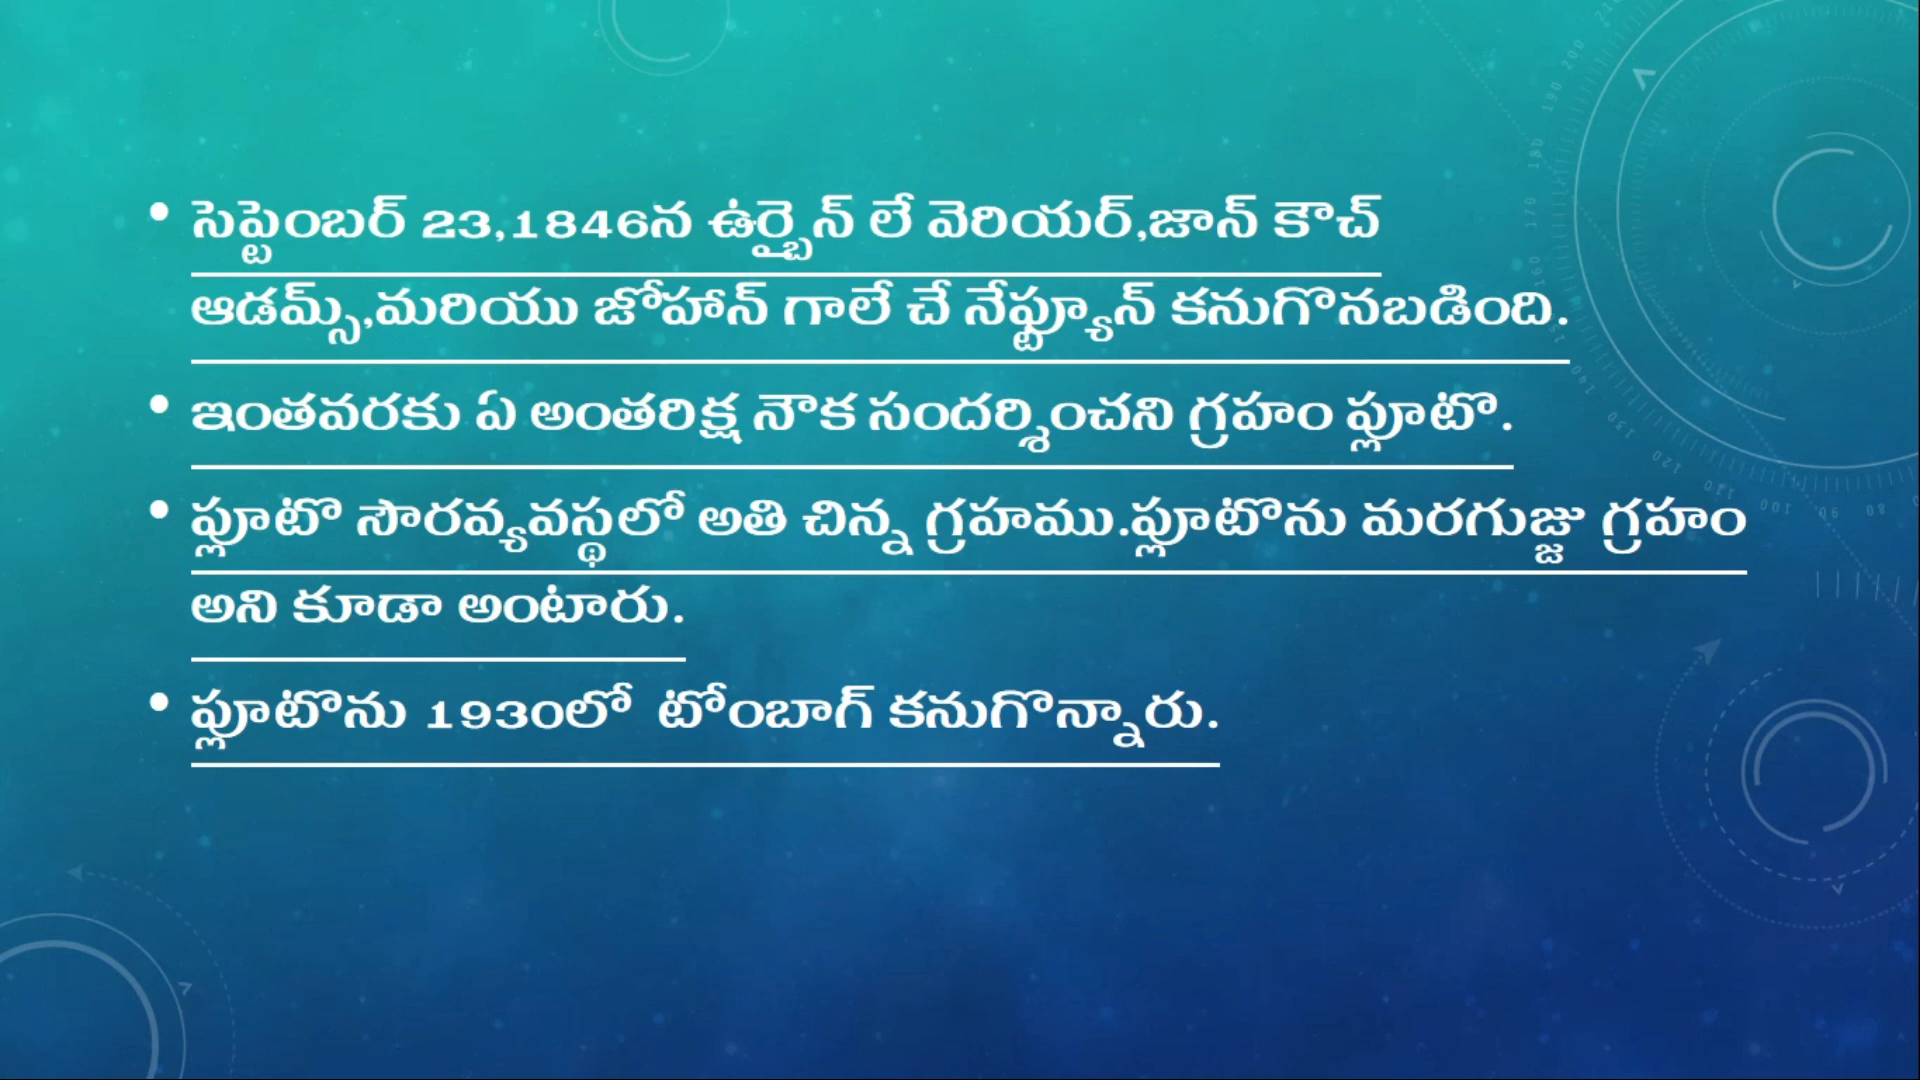 • సెప్టెంబర్ 23,1846న ఉర్బైన్ లే వెరియర్,జాన్ కౌచ్
ఆడమ్స్,మరియు జోహాన్ గాలే చే నేఫ్ట్యూన్ కనుగొనబడింది.
• ఇంతవరకు ఏ అంతరిక్ష నౌక సందర్శించని గ్రహం ఫ్లూటొ.
• ఫ్లూటొ సౌరవ్యవస్థలో అతి చిన్న గ్రహము.ఫ్లూటొను మరగుజ్జు గ్రహం
అని కూడా అంటారు.
• ఫ్లూటొను 1930లో టోంబాగ్ కనుగొన్నారు.